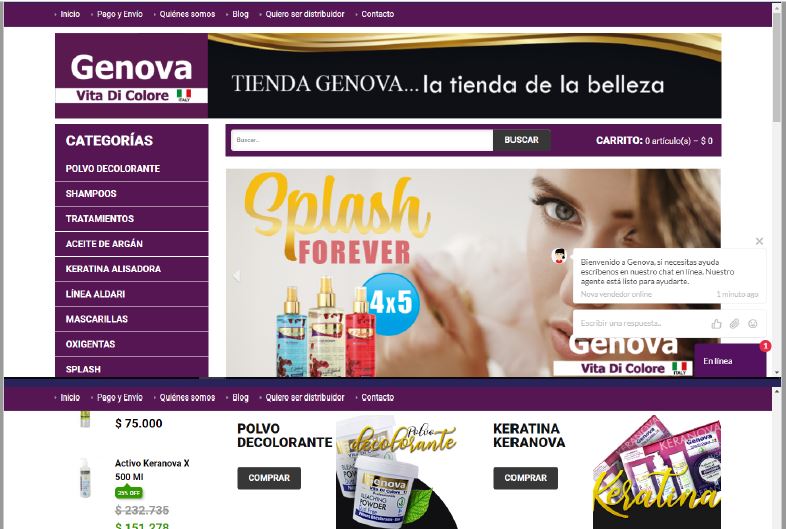 Inicio Pago y Envío Quiénes somos Blog Quiero ser distribuidor Contacto
Genova
Vita Di Colore
ITALY
TIENDA GENOVA...la tienda de la belleza
CATEGORÍAS
POLVO DECOLORANTE
SHAMPOOS
TRATAMIENTOS
ACEITE DE ARGÁN
KERATINA ALISADORA
LÍNEA ALDARI
MASCARILLAS
OXIGENTAS
SPLASH
Buscar...
BUSCAR
CARRITO: 0 artículo(s) – $ 0
Splash
FOREVER
4x5
Bienvenido a Genova, si necesitas ayuda
escribenos en nuestro chat en línea. Nuestro
agente está listo para ayudarte.
Nova vendedor online 1 minuto ago
Escribir una respuesta..
Genova
Vita Di Colore
ITALY
En línea
1
Inicio Pago y Envío Quiénes somos Blog Quiero ser distribuidor Contacto
$ 75.000
Activo Keranova X
500 Ml
35% OFF
$ 232.735
$ 151.278
POLVO
DECOLORANTE
COMPRAR
Polvo
decolorante
Genova
VITA DI COLORE
BLEACHING
POWDER
KERATINA
KERANOVA
COMPRAR
KERANOVA
Genova
Keratina